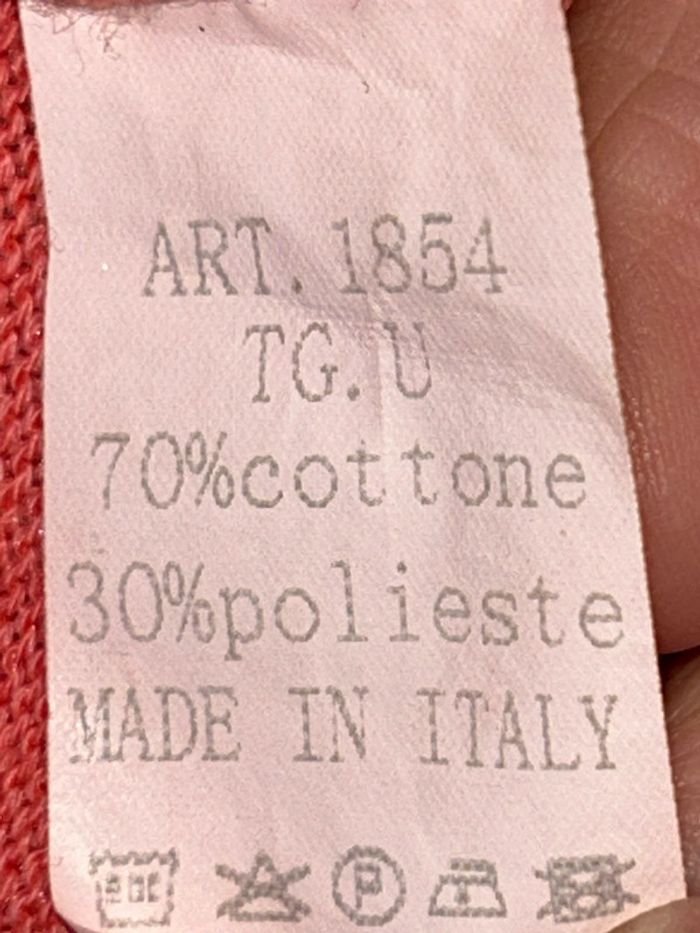 ART. 1854
TG. U
70%cottone
30%polieste
MADE IN ITALY
P